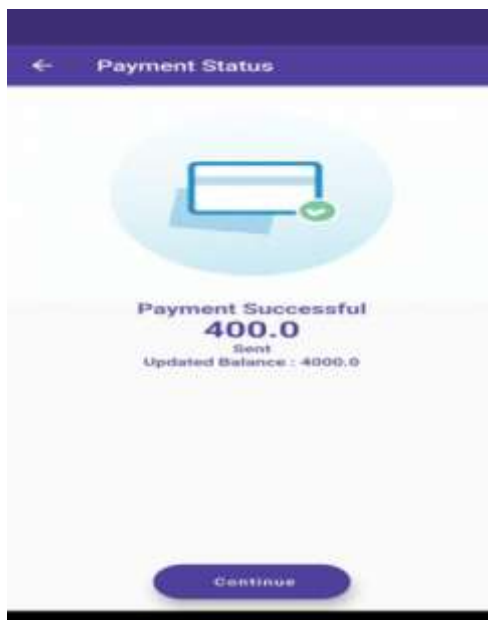 Payment Status
Payment Successful
400.0
Sent
Updated Balance : 4000.0
Continue